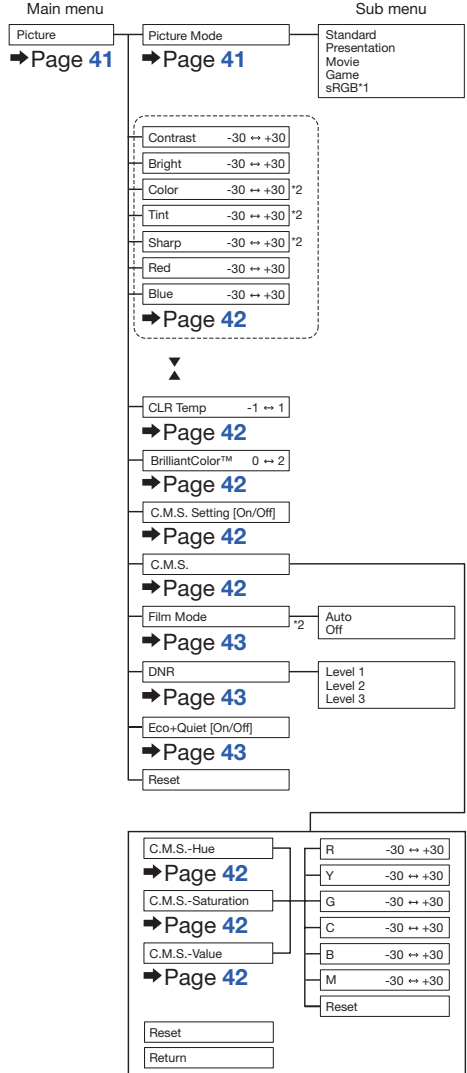 Main menu Sub menu
Picture Picture Mode Standard
➡Page 41 ➡Page 41 Presentation
Movie
Game
sRGB*1
Contrast -30 ↔ +30
Bright -30 ↔ +30
Color -30 ↔ +30 *2
Tint -30 ↔ +30 *2
Sharp -30 ↔ +30 *2
Red -30 ↔ +30
Blue -30 ↔ +30
➡Page 42
CLR Temp -1 ↔ 1
➡Page 42
BrilliantColor™ 0 ↔ 2
➡Page 42
C.M.S. Setting [On/Off]
➡Page 42
C.M.S.
➡Page 42
Film Mode *2 Auto
Off
➡Page 43
DNR Level 1
Level 2
Level 3
➡Page 43
Eco+Quiet [On/Off]
➡Page 43
Reset
C.M.S.-Hue R -30 ↔ +30
➡Page 42 Y -30 ↔ +30
C.M.S.-Saturation G -30 ↔ +30
➡Page 42 C -30 ↔ +30
C.M.S.-Value B -30 ↔ +30
➡Page 42 M -30 ↔ +30
Reset
Reset
Return